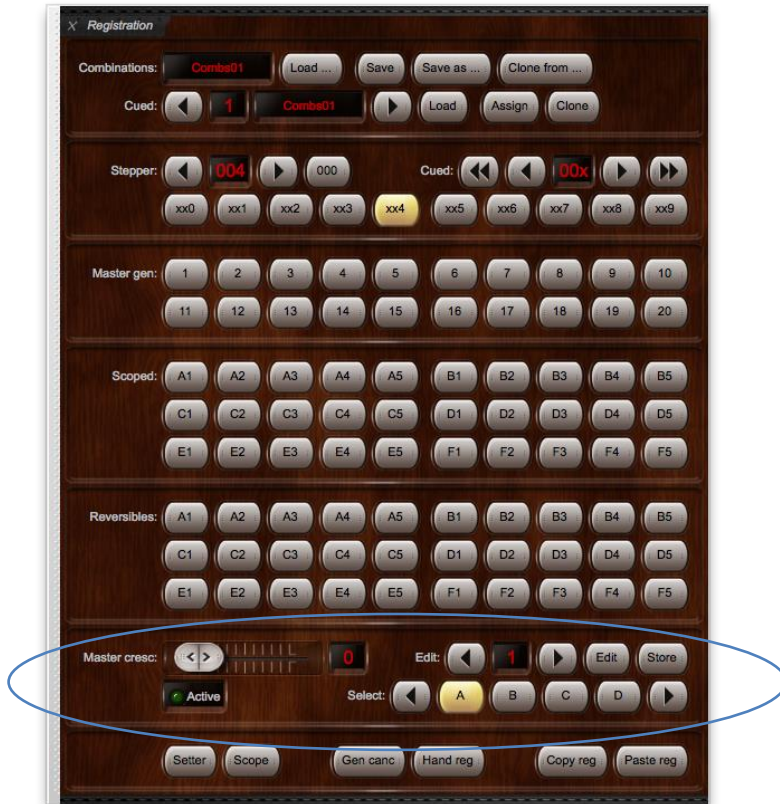 X Registration
Combinations: Combs01 Load ... Save Save as ... Clone from ...
Cued: 1 Combs01 Load Assign Clone
Stepper: 004 000 Cued: 00x
xx0 xx1 xx2 xx3 xx4 xx5 xx6 xx7 xx8 xx9
Master gen: 1 2 3 4 5 6 7 8 9 10
11 12 13 14 15 16 17 18 19 20
Scoped: A1 A2 A3 A4 A5 B1 B2 B3 B4 B5
C1 C2 C3 C4 C5 D1 D2 D3 D4 D5
E1 E2 E3 E4 E5 F1 F2 F3 F4 F5
Reversibles: A1 A2 A3 A4 A5 B1 B2 B3 B4 B5
C1 C2 C3 C4 C5 D1 D2 D3 D4 D5
E1 E2 E3 E4 E5 F1 F2 F3 F4 F5
Master cresc: < > 0 Edit: 1 Edit Store
Active Select: A B C D
Setter Scope Gen canc Hand reg Copy reg Paste reg